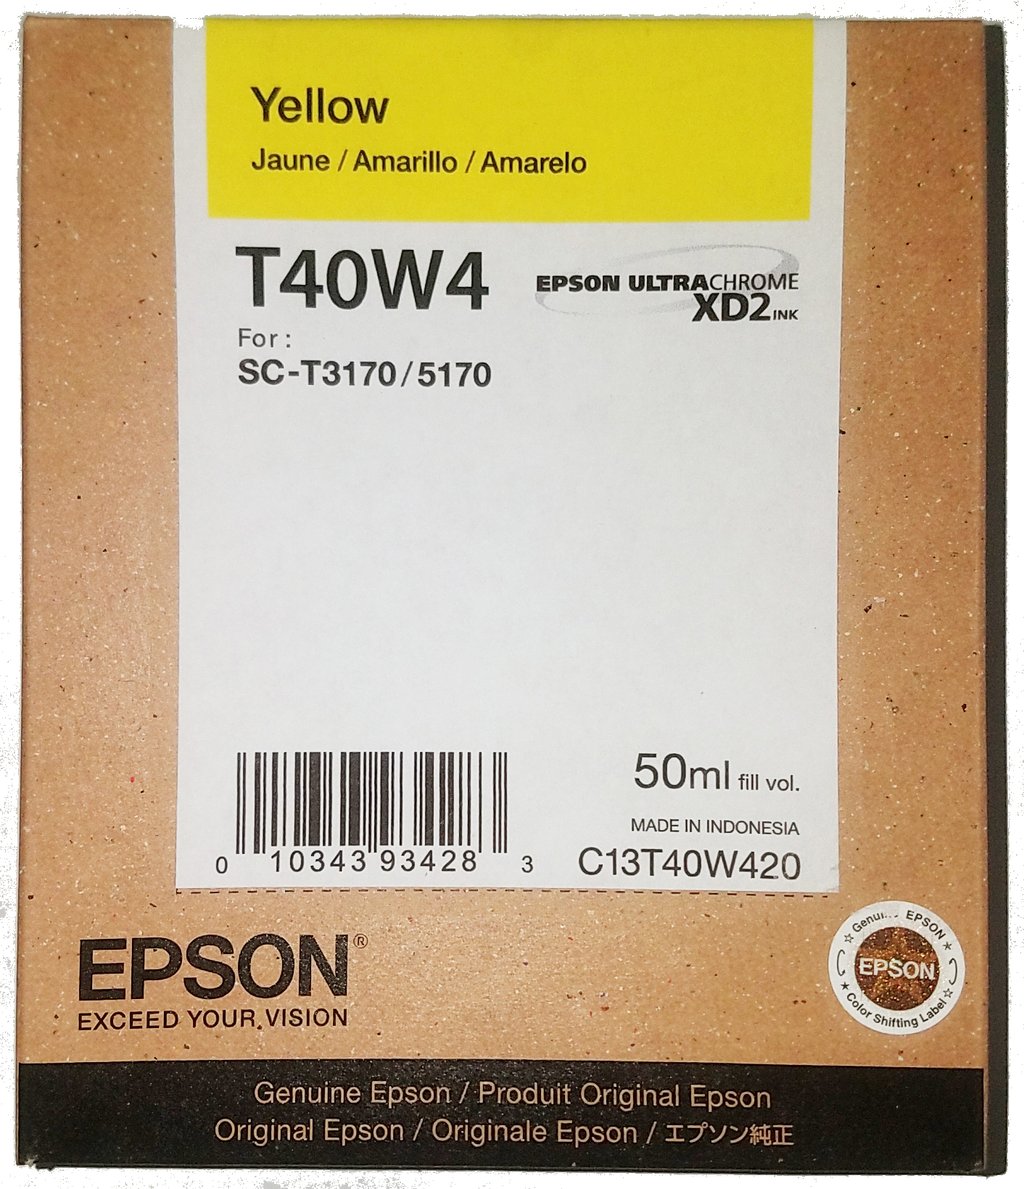 Yellow
Jaune / Amarillo / Amarelo
T40W4
EPSON ULTRACHROME
XD2 INK
For :
SC-T3170/5170
50ml fill vol.
MADE IN INDONESIA
C13T40W420
0 10343 93428 3
EPSON®
EXCEED YOUR VISION
Genui... EPSON
EPSON
Color Shifting Label
Genuine Epson / Produit Original Epson
Original Epson / Originale Epson / エプソン純正